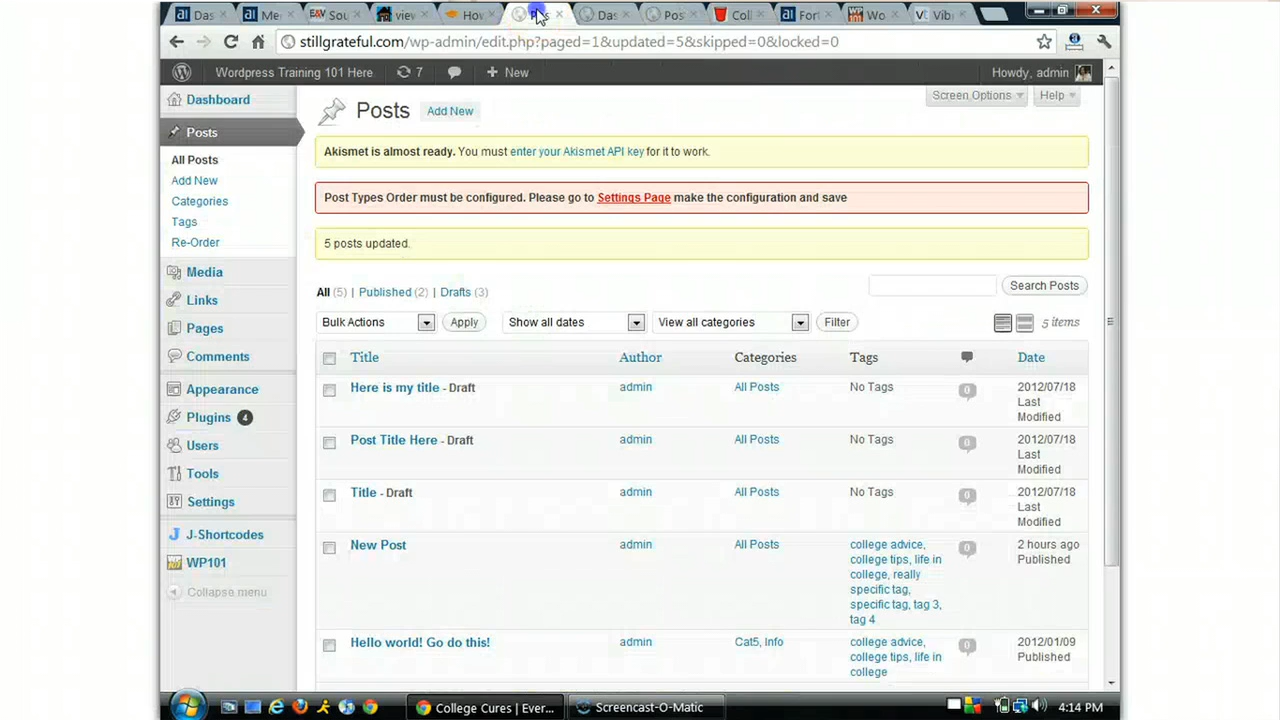 Das
Me
Sou
view
How
Das
Pos
Coll
For
Wo
Vib
stillgrateful.com/wp-admin/edit.php?paged=1&updated=5&skipped=0&locked=0
Wordpress Training 101 Here 7 + New Howdy, admin
Dashboard
Posts
All Posts
Add New
Categories
Tags
Re-Order
Media
Links
Pages
Comments
Appearance
Plugins 4
Users
Tools
Settings
J-Shortcodes
WP101
Collapse menu
Screen Options Help
Posts Add New
Akismet is almost ready. You must enter your Akismet API key for it to work.
Post Types Order must be configured. Please go to Settings Page make the configuration and save
5 posts updated.
All (5) | Published (2) | Drafts (3)
Search Posts
Bulk Actions Apply Show all dates View all categories Filter 5 items
Title Author Categories Tags Date
Here is my title - Draft admin All Posts No Tags 0 2012/07/18
Last
Modified
Post Title Here - Draft admin All Posts No Tags 0 2012/07/18
Last
Modified
Title - Draft admin All Posts No Tags 0 2012/07/18
Last
Modified
New Post admin All Posts college advice, 0 2 hours ago
college tips, life in Published
college, really
specific tag,
specific tag, tag 3,
tag 4
Hello world! Go do this! admin Cat5, Info college advice, 0 2012/01/09
college tips, life in Published
college
College Cures | Ever... Screencast-O-Matic 4:14 PM